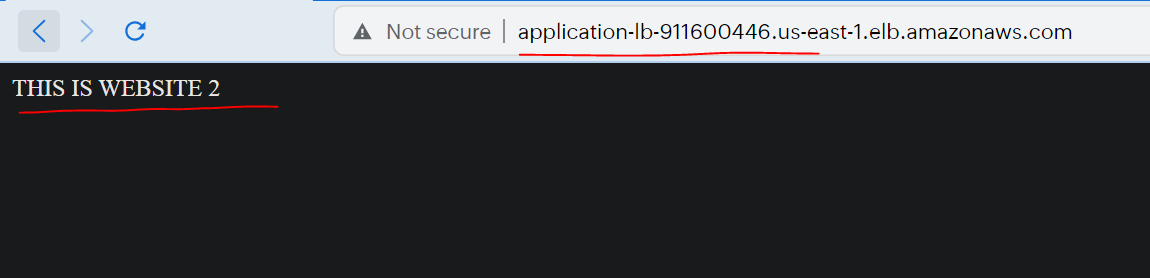 Not secure | application-lb-911600446.us-east-1.elb.amazonaws.com
THIS IS WEBSITE 2